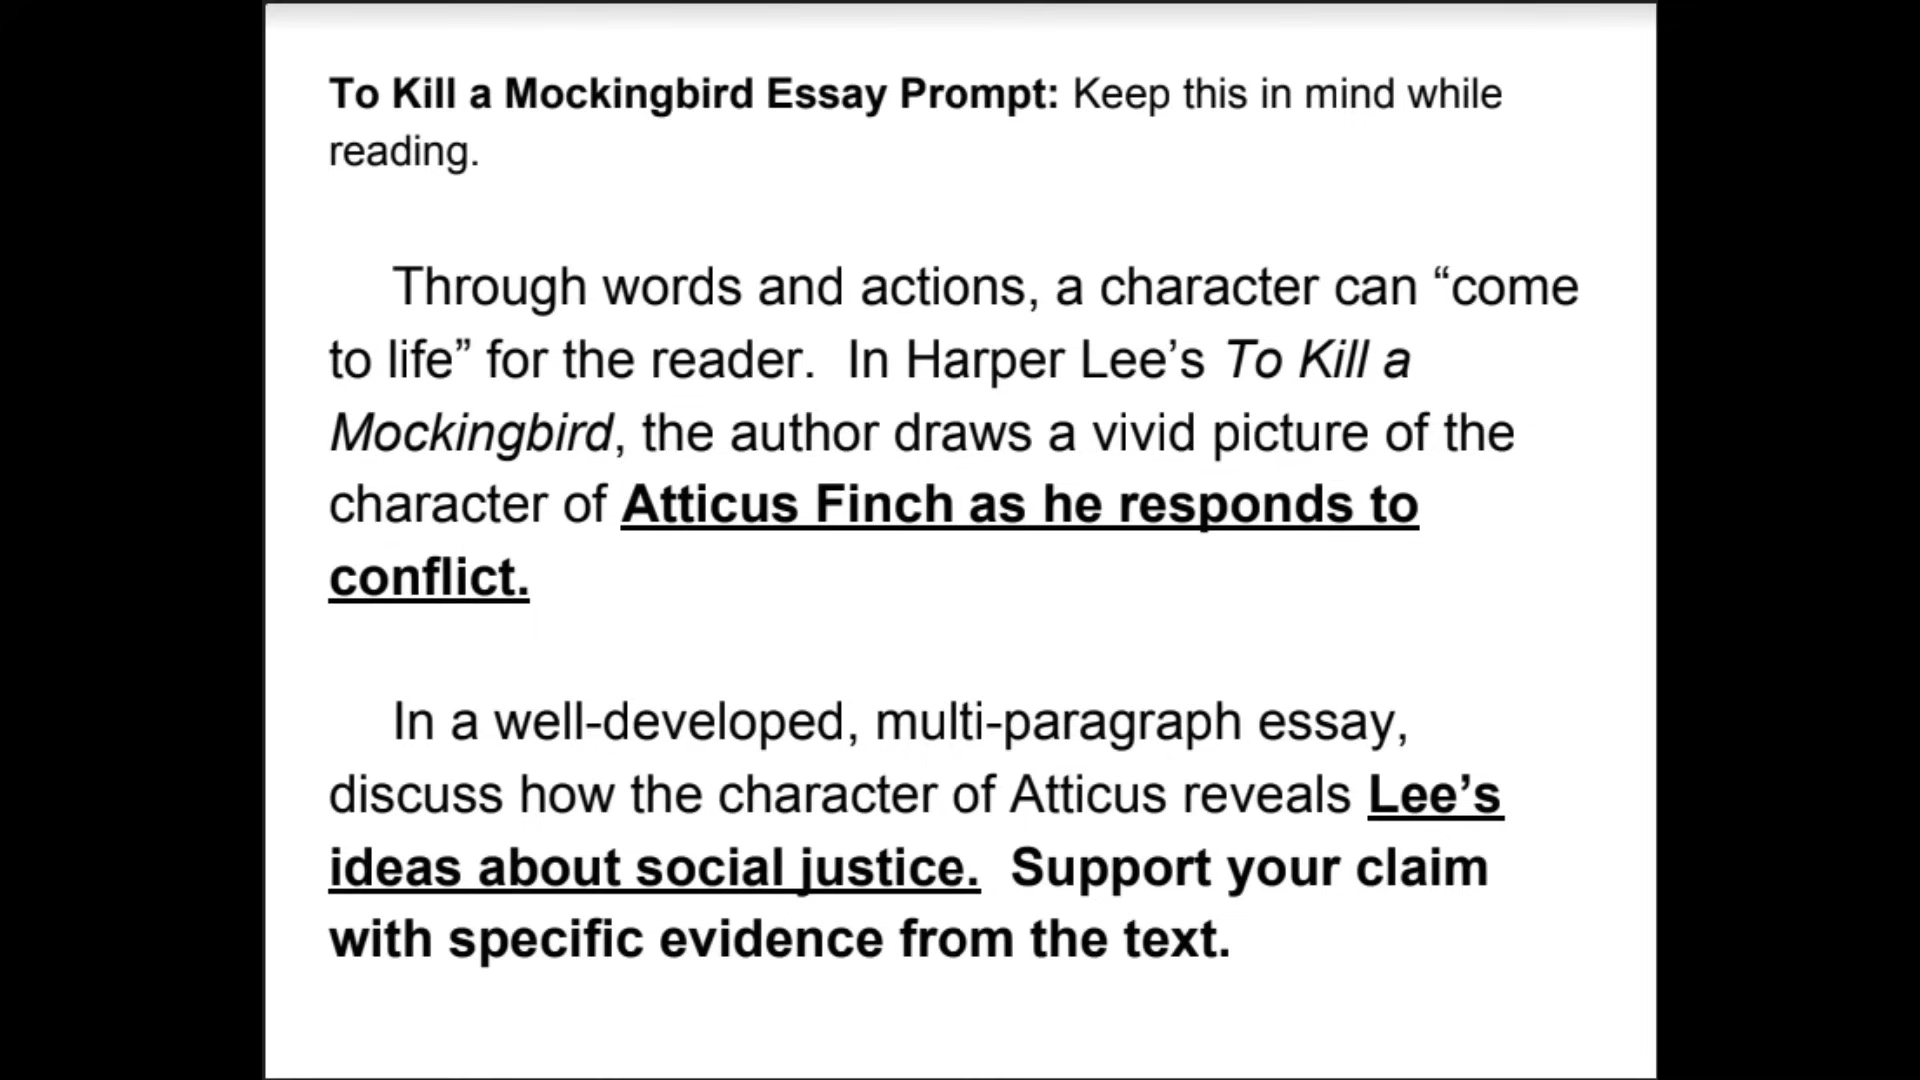 To Kill a Mockingbird Essay Prompt: Keep this in mind while
reading.
Through words and actions, a character can “come
to life” for the reader.  In Harper Lee’s To Kill a
Mockingbird, the author draws a vivid picture of the
character of Atticus Finch as he responds to
conflict.
In a well-developed, multi-paragraph essay,
discuss how the character of Atticus reveals Lee’s
ideas about social justice.  Support your claim
with specific evidence from the text.